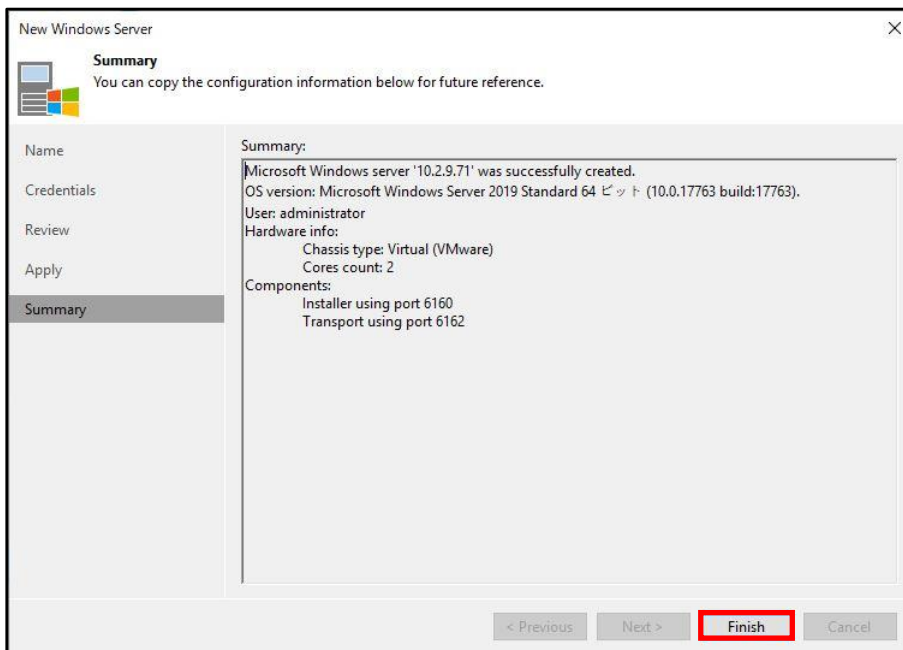 New Windows Server
Summary
You can copy the configuration information below for future reference.
Name
Credentials
Review
Apply
Summary
Summary:
Microsoft Windows server '10.2.9.71' was successfully created.
OS version: Microsoft Windows Server 2019 Standard 64 ビット (10.0.17763 build:17763).
User: administrator
Hardware info:
Chassis type: Virtual (VMware)
Cores count: 2
Components:
Installer using port 6160
Transport using port 6162
< Previous
Next >
Finish
Cancel